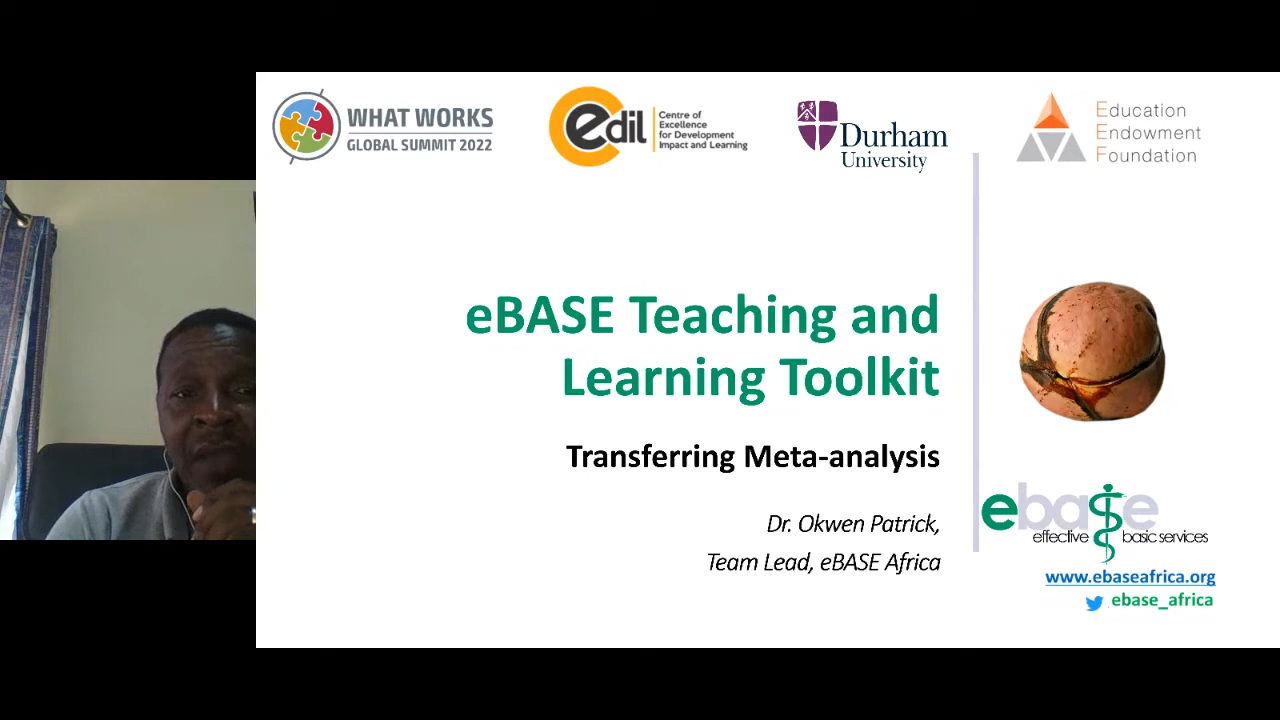 WHAT WORKS
GLOBAL SUMMIT 2022
edil
Centre of
Excellence
for Development
Impact and Learning
Durham
University
Education
Endowment
Foundation
eBASE Teaching and
Learning Toolkit
Transferring Meta-analysis
Dr. Okwen Patrick,
Team Lead, eBASE Africa
ebase
effective basic services
www.ebaseafrica.org
ebase_africa